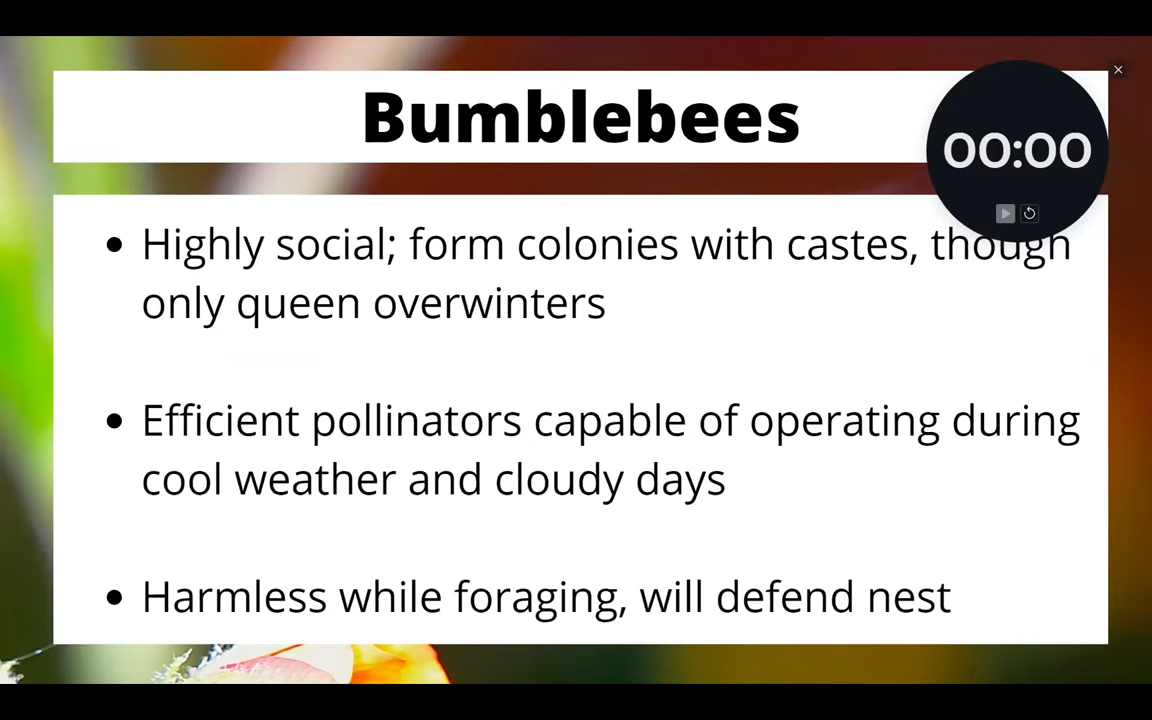 Bumblebees
00:00
• Highly social; form colonies with castes, though
only queen overwinters
• Efficient pollinators capable of operating during
cool weather and cloudy days
• Harmless while foraging, will defend nest